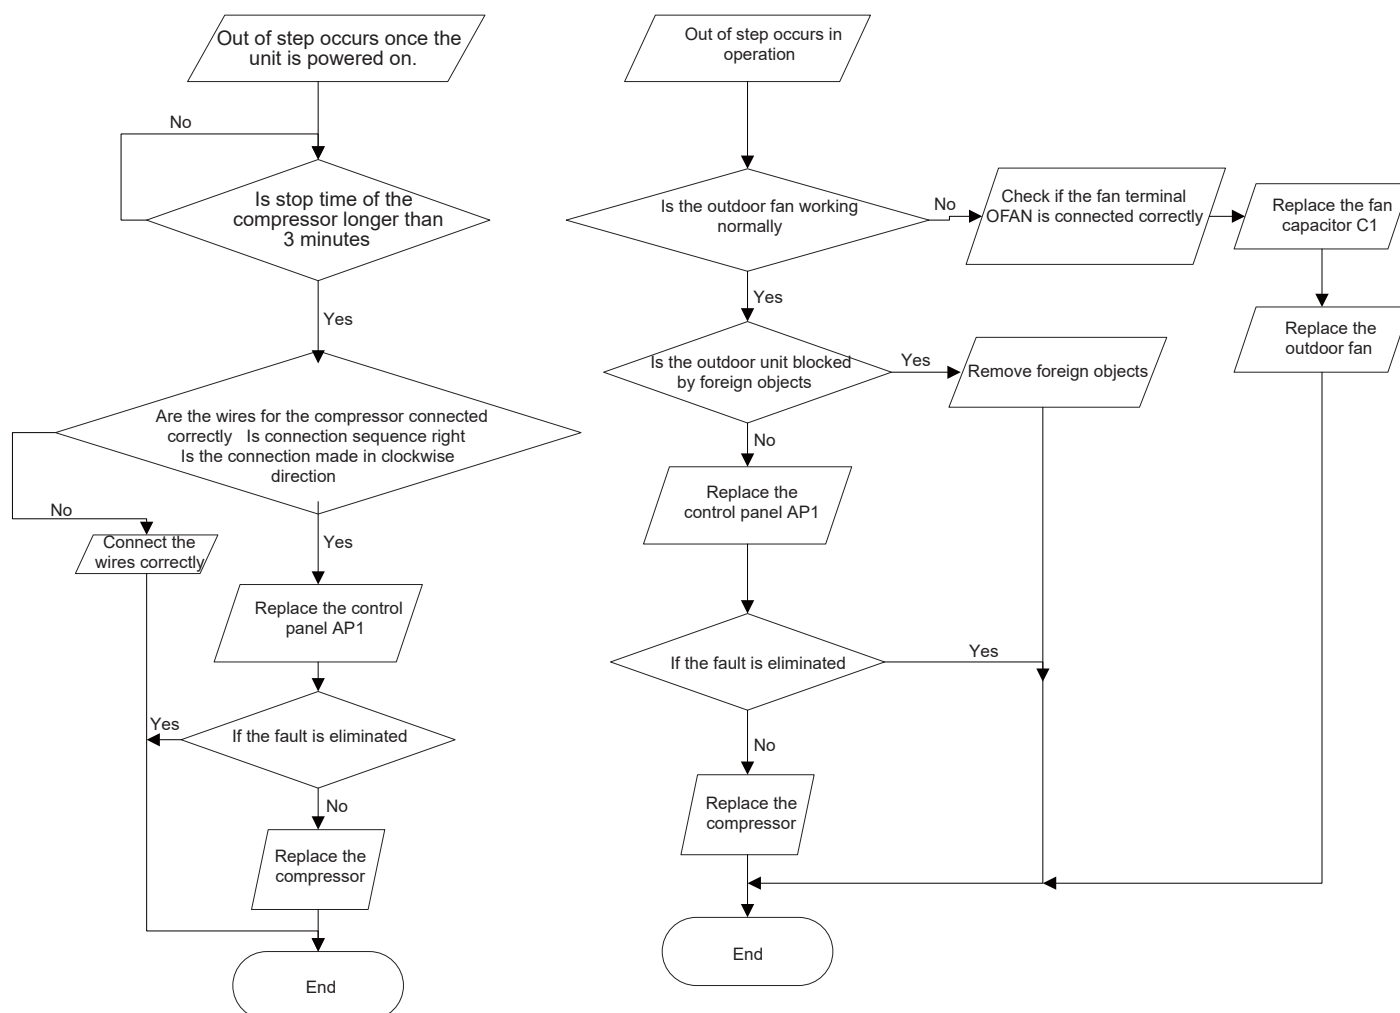 Out of step occurs once the
unit is powered on.
No
Is stop time of the
compressor longer than
3 minutes
Yes
Are the wires for the compressor connected
correctly Is connection sequence right
Is the connection made in clockwise
direction
No
Connect the
wires correctly
Yes
Replace the control
panel AP1
Yes
If the fault is eliminated
No
Replace the
compressor
End
Out of step occurs in
operation
Is the outdoor fan working
normally
No
Check if the fan terminal
OFAN is connected correctly
Replace the fan
capacitor C1
Replace the
outdoor fan
Yes
Is the outdoor unit blocked
by foreign objects
Yes
Remove foreign objects
No
Replace the
control panel AP1
If the fault is eliminated
Yes
No
Replace the
compressor
End